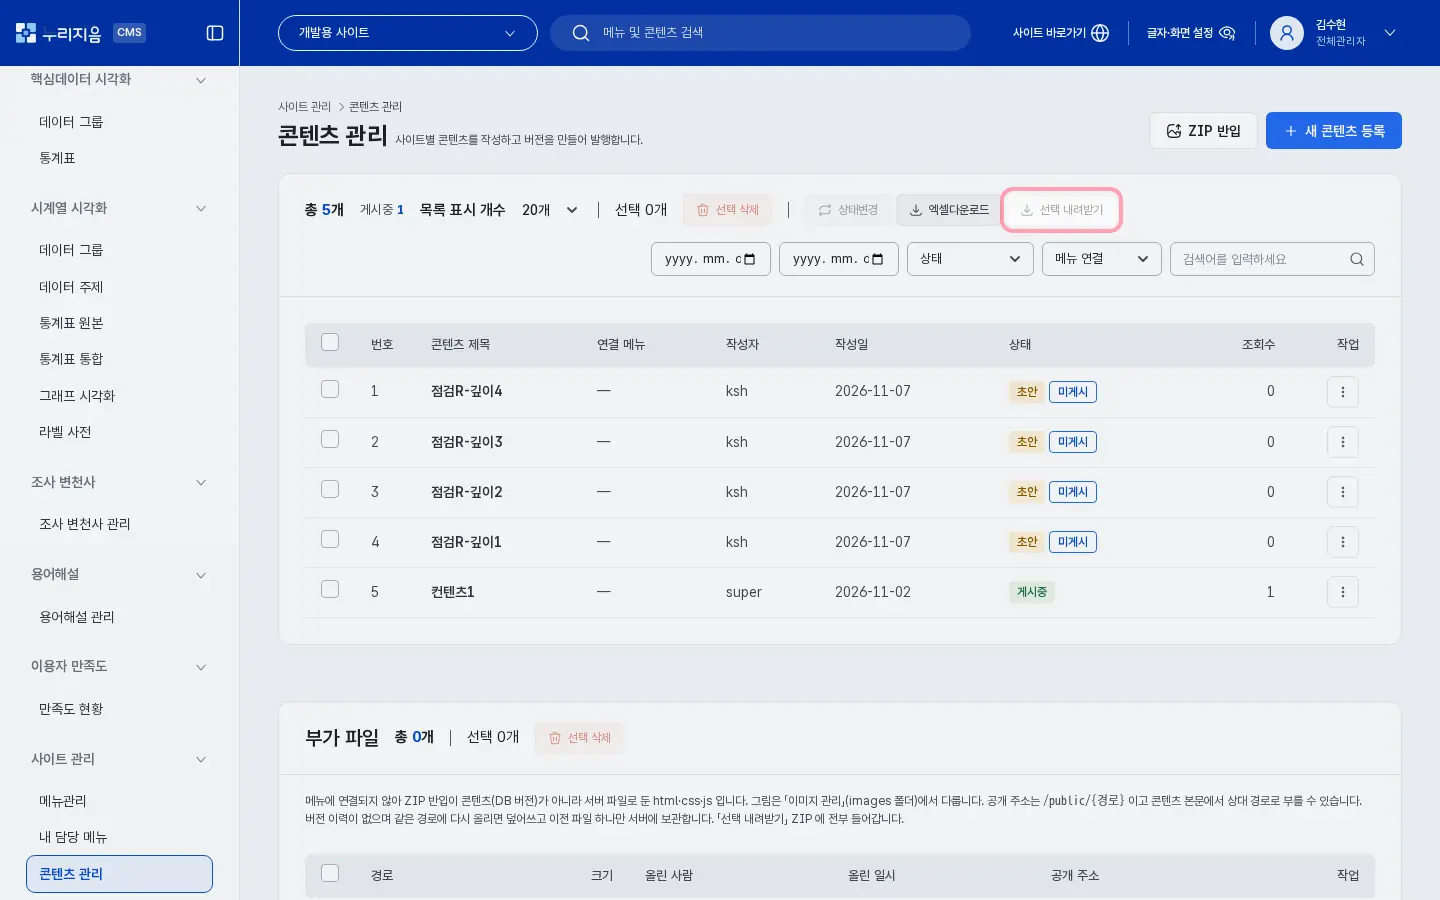 누리지음 CMS
개발용 사이트
메뉴 및 콘텐츠 검색
사이트 바로가기
글자·화면 설정
김수현
전체관리자
핵심데이터 시각화
데이터 그룹
통계표
시계열 시각화
데이터 그룹
데이터 주제
통계표 원본
통계표 통합
그래프 시각화
라벨 사전
조사 변천사
조사 변천사 관리
용어해설
용어해설 관리
이용자 만족도
만족도 현황
사이트 관리
메뉴관리
내 담당 메뉴
콘텐츠 관리
사이트 관리 > 콘텐츠 관리
콘텐츠 관리 사이트별 콘텐츠를 작성하고 버전을 만들어 발행합니다.
ZIP 반입
+ 새 콘텐츠 등록
총 5개 게시중 1 목록 표시 개수 20개 | 선택 0개 선택 삭제 | 상태변경 엑셀다운로드 선택 내려받기
yyyy. mm. d yyyy. mm. d 상태 메뉴 연결 검색어를 입력하세요
번호 콘텐츠 제목 연결 메뉴 작성자 작성일 상태 조회수 작업
1 점검R-깊이4 — ksh 2026-11-07 초안 미게시 0
2 점검R-깊이3 — ksh 2026-11-07 초안 미게시 0
3 점검R-깊이2 — ksh 2026-11-07 초안 미게시 0
4 점검R-깊이1 — ksh 2026-11-07 초안 미게시 0
5 컨텐츠1 — super 2026-11-02 게시중 1
부가 파일 총 0개 | 선택 0개 선택 삭제
메뉴에 연결되지 않아 ZIP 반입이 콘텐츠(DB 버전)가 아니라 서버 파일로 둔 html·css·js 입니다. 그림은 「이미지 관리」(images 폴더)에서 다룹니다. 공개 주소는 /public/{경로} 이고 콘텐츠 본문에서 상대 경로로 부를 수 있습니다.
버전 이력이 없으며 같은 경로에 다시 올리면 덮어쓰고 이전 파일 하나만 서버에 보관합니다. 「선택 내려받기」 ZIP 에 전부 들어갑니다.
경로 크기 올린 사람 올린 일시 공개 주소 작업